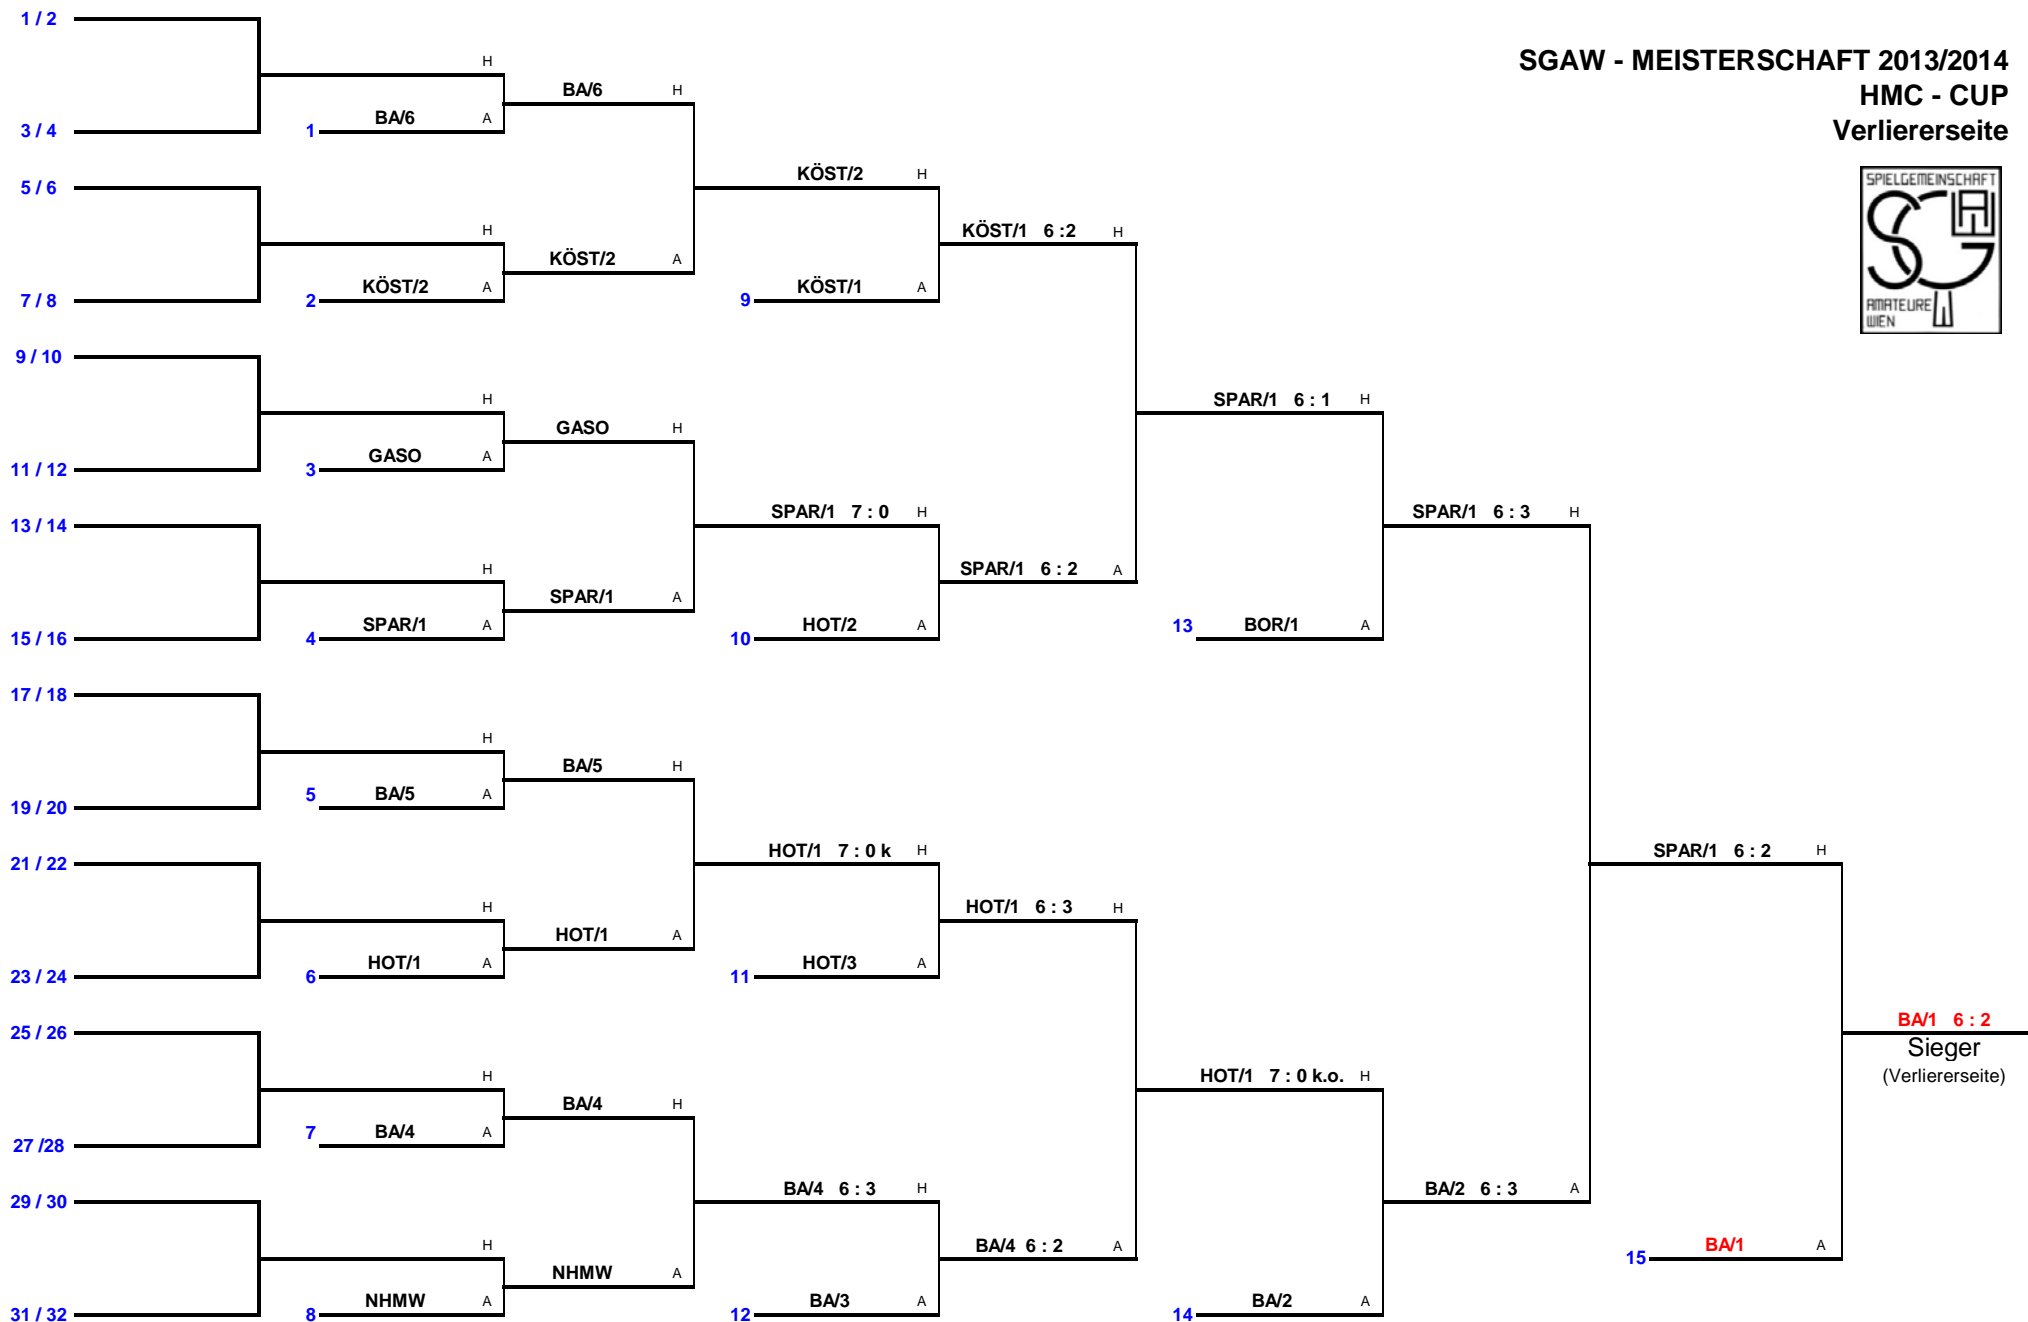 SGAW - MEISTERSCHAFT 2013/2014
HMC - CUP
Verliererseite
SPIELGEMEINSCHAFT
SGAW
AMATEURE
WIEN
1 / 2
H
BA/6 H
3 / 4
1 BA/6 A
5 / 6
KÖST/2 H
H
KÖST/1 6 :2 H
KÖST/2 A
7 / 8
2 KÖST/2 A
9 KÖST/1 A
9 / 10
H
SPAR/1 6 : 1 H
GASO H
11 / 12
3 GASO A
13 / 14
SPAR/1 7 : 0 H
SPAR/1 6 : 3 H
H
SPAR/1 6 : 2 A
SPAR/1 A
15 / 16
4 SPAR/1 A
10 HOT/2 A
13 BOR/1 A
17 / 18
H
BA/5 H
19 / 20
5 BA/5 A
21 / 22
HOT/1 7 : 0 k H
SPAR/1 6 : 2 H
H
HOT/1 6 : 3 H
HOT/1 A
23 / 24
6 HOT/1 A
11 HOT/3 A
25 / 26
BA/1 6 : 2
Sieger
(Verliererseite)
H
HOT/1 7 : 0 k.o. H
BA/4 H
27 /28
7 BA/4 A
29 / 30
BA/4 6 : 3 H
BA/2 6 : 3 A
H
BA/4 6 : 2 A
15 BA/1 A
NHMW A
31 / 32
8 NHMW A
12 BA/3 A
14 BA/2 A